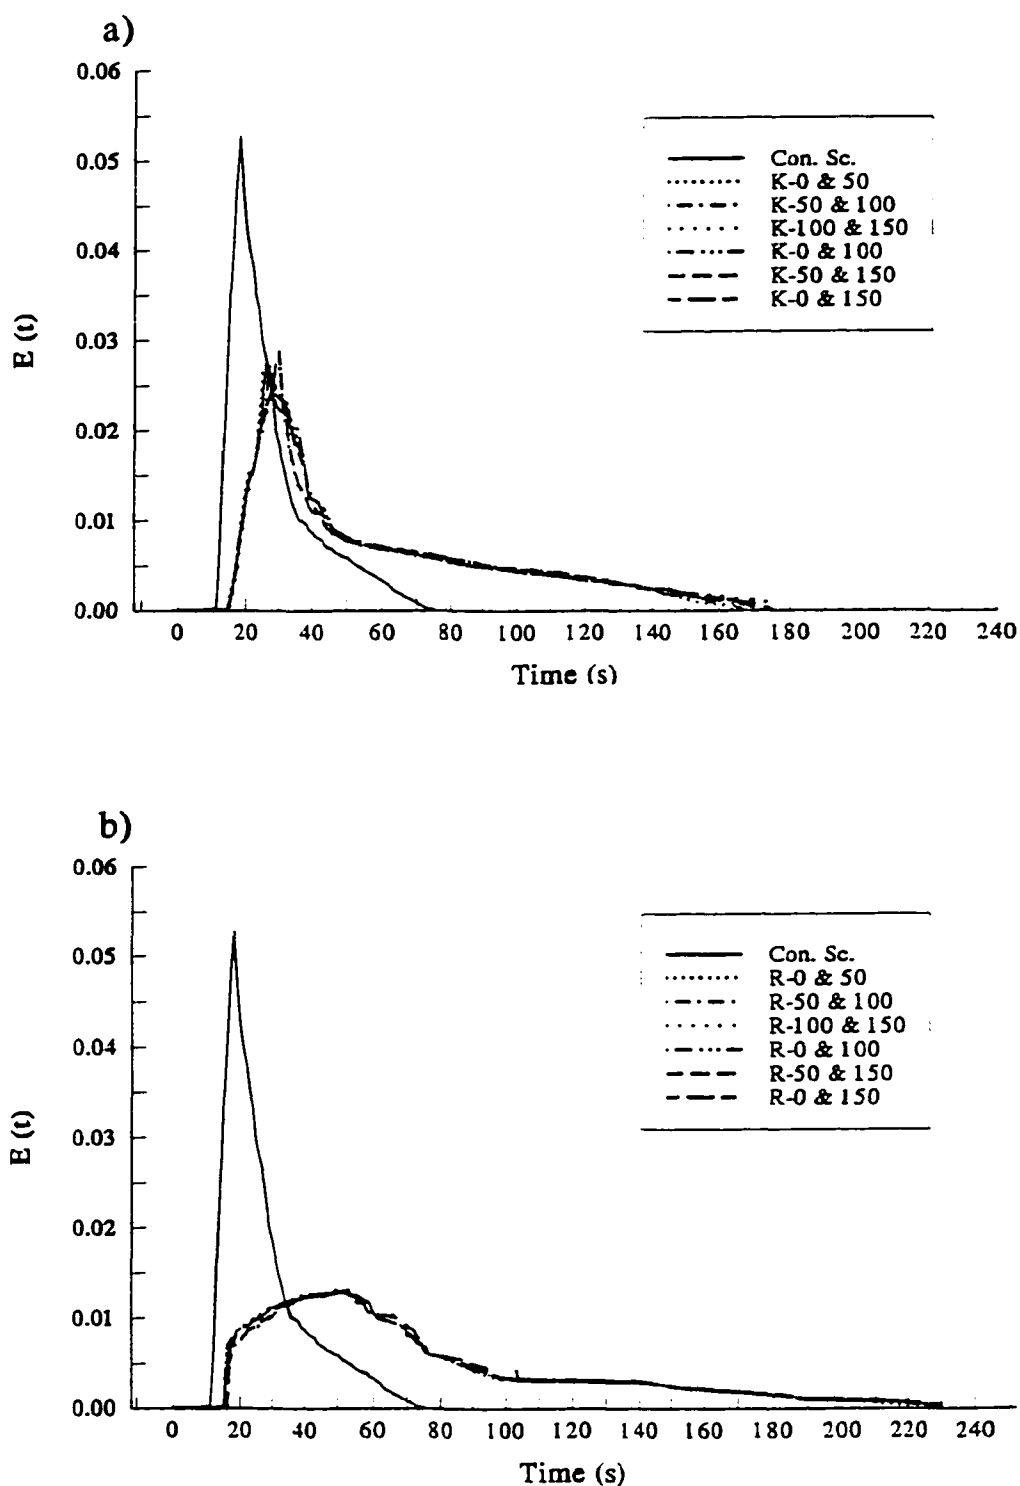 a)
0.06
0.05
0.04
0.03
0.02
0.01
0.00
E (t)
Con. Sc.
K-0 & 50
K-50 & 100
K-100 & 150
K-0 & 100
K-50 & 150
K-0 & 150
0 20 40 60 80 100 120 140 160 180 200 220 240
Time (s)
b)
0.06
0.05
0.04
0.03
0.02
0.01
0.00
E (t)
Con. Sc.
R-0 & 50
R-50 & 100
R-100 & 150
R-0 & 100
R-50 & 150
R-0 & 150
0 20 40 60 80 100 120 140 160 180 200 220 240
Time (s)